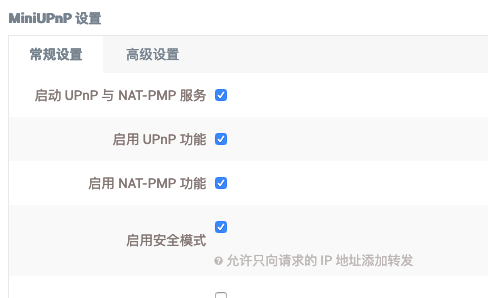 MiniUPnP 设置
常规设置 高级设置
启动 UPnP 与 NAT-PMP 服务
启用 UPnP 功能
启用 NAT-PMP 功能
启用安全模式
允许只向请求的 IP 地址添加转发